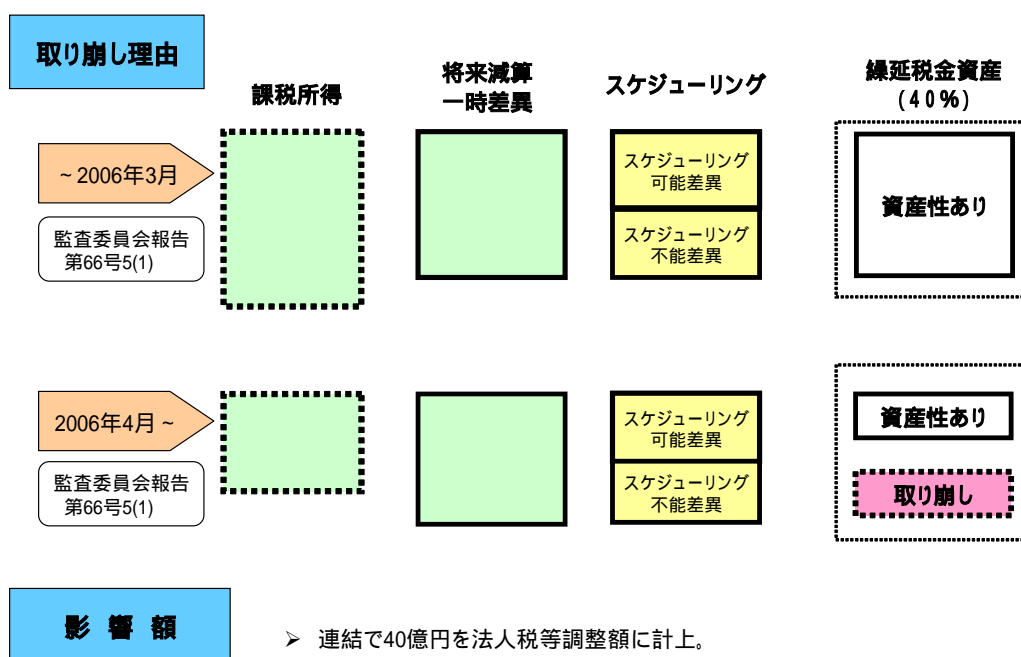 取り崩し理由
課税所得
将来減算
一時差異
スケジューリング
繰延税金資産
(40%)
~2006年3月
監査委員会報告
第66号5(1)
スケジューリング
可能差異
スケジューリング
不能差異
資産性あり
2006年4月~
監査委員会報告
第66号5(1)
スケジューリング
可能差異
スケジューリング
不能差異
資産性あり
取り崩し
影響額
➢ 連結で40億円を法人税等調整額に計上。